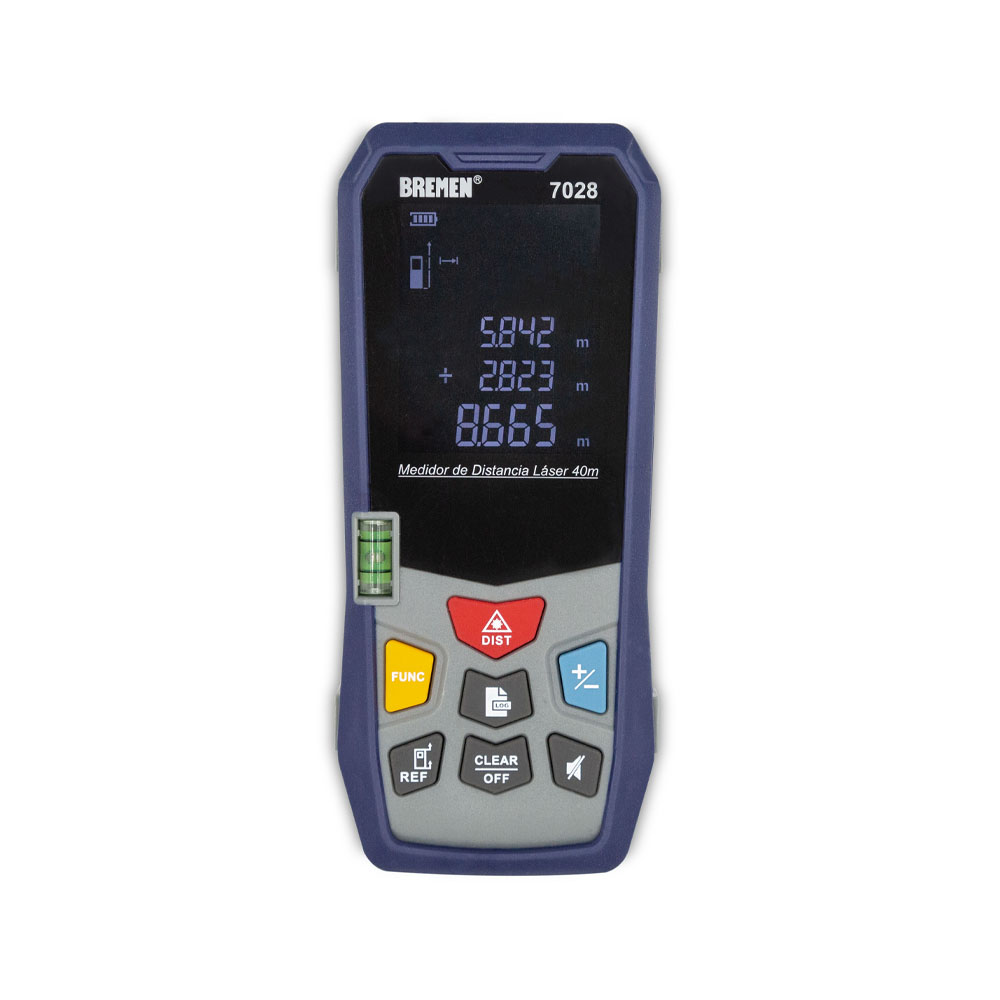 BREMEN® 7028
5.842 m
+ 2.823 m
8.665 m
Medidor de Distancia Láser 40m
DIST
FUNC
+/-
LOG
REF
CLEAR
OFF